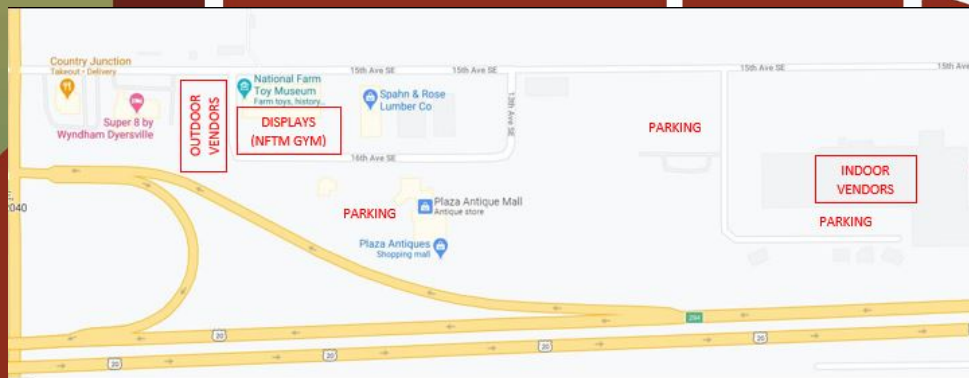 Country Junction
Takeout • Delivery
Super 8 by
Wyndham Dyersville
OUTDOOR
VENDORS
National Farm
Toy Museum
Farm toys, history...
DISPLAYS
(NFTM GYM)
15th Ave SE
15th Ave SE
15th Ave SE
15th Ave
Spahn & Rose
Lumber Co
13th Ave SE
16th Ave SE
PARKING
INDOOR
VENDORS
PARKING
PARKING
Plaza Antique Mall
Antique store
Plaza Antiques
Shopping mall
294
20
20
20
20
20
20